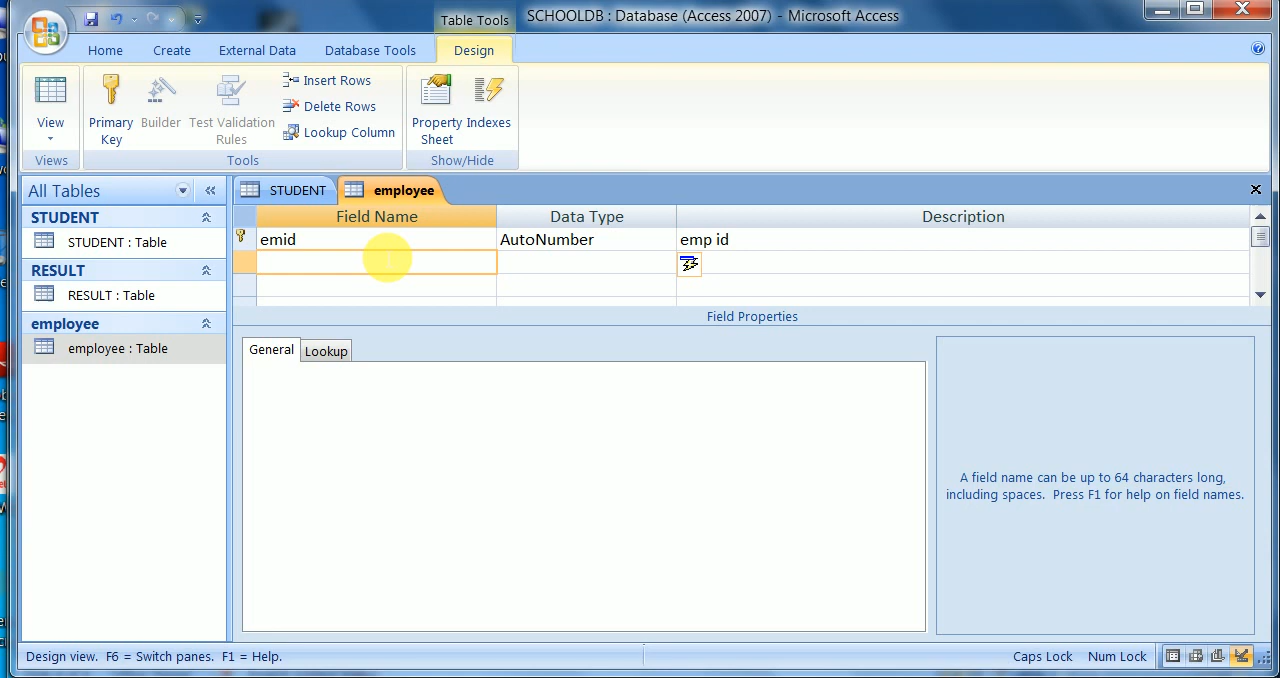 Table Tools
SCHOOLDB : Database (Access 2007) - Microsoft Access
Home Create External Data Database Tools Design
View
Primary Key
Builder
Test Validation Rules
Insert Rows
Delete Rows
Lookup Column
Property Sheet
Indexes
Views Tools Show/Hide
All Tables
STUDENT
STUDENT : Table
RESULT
RESULT : Table
employee
employee : Table
STUDENT employee
Field Name Data Type Description
emid AutoNumber emp id
Field Properties
General Lookup
A field name can be up to 64 characters long,
including spaces. Press F1 for help on field names.
Design view. F6 = Switch panes. F1 = Help.
Caps Lock Num Lock